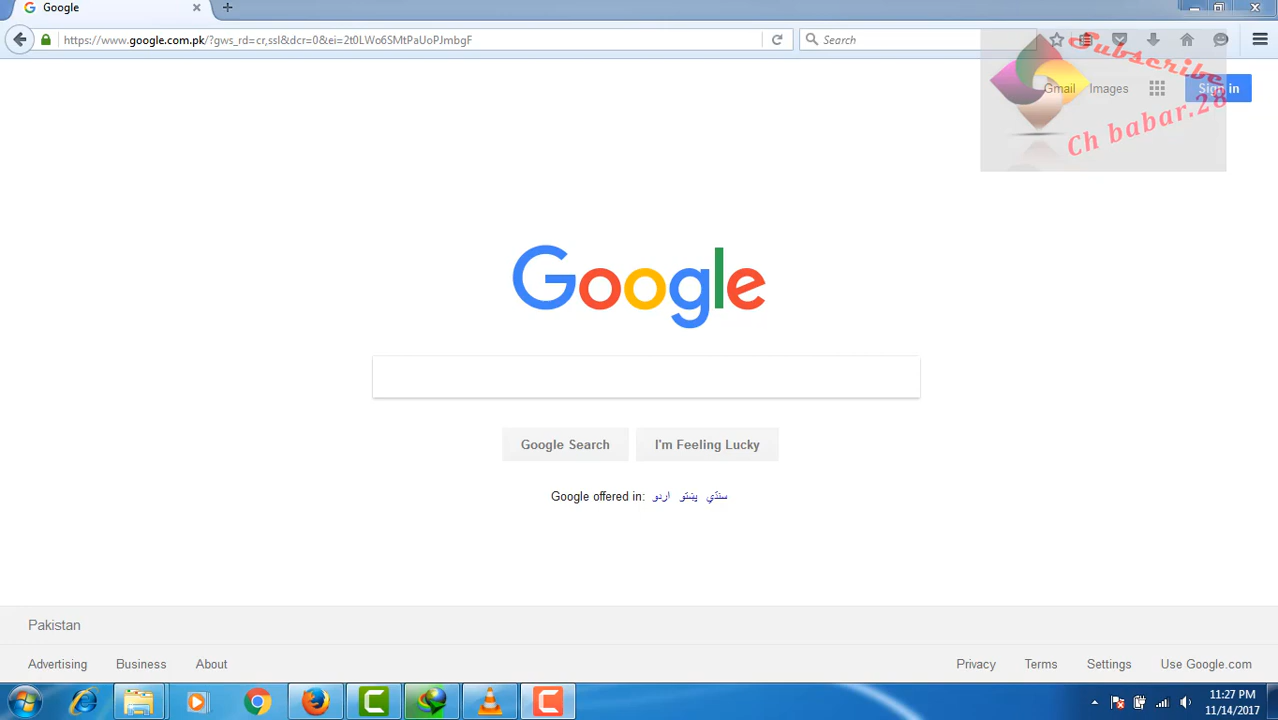 Google
https://www.google.com.pk/?gws_rd=cr,ssl&dcr=0&ei=2t0LWo6SMtPaUoPJmbgF
Search
Subscribe
Gmail Images Sign in
Ch babar.28
Google
Google Search I'm Feeling Lucky
Google offered in: اردو پښتو سنڌي
Pakistan
Advertising Business About Privacy Terms Settings Use Google.com
11:27 PM
11/14/2017